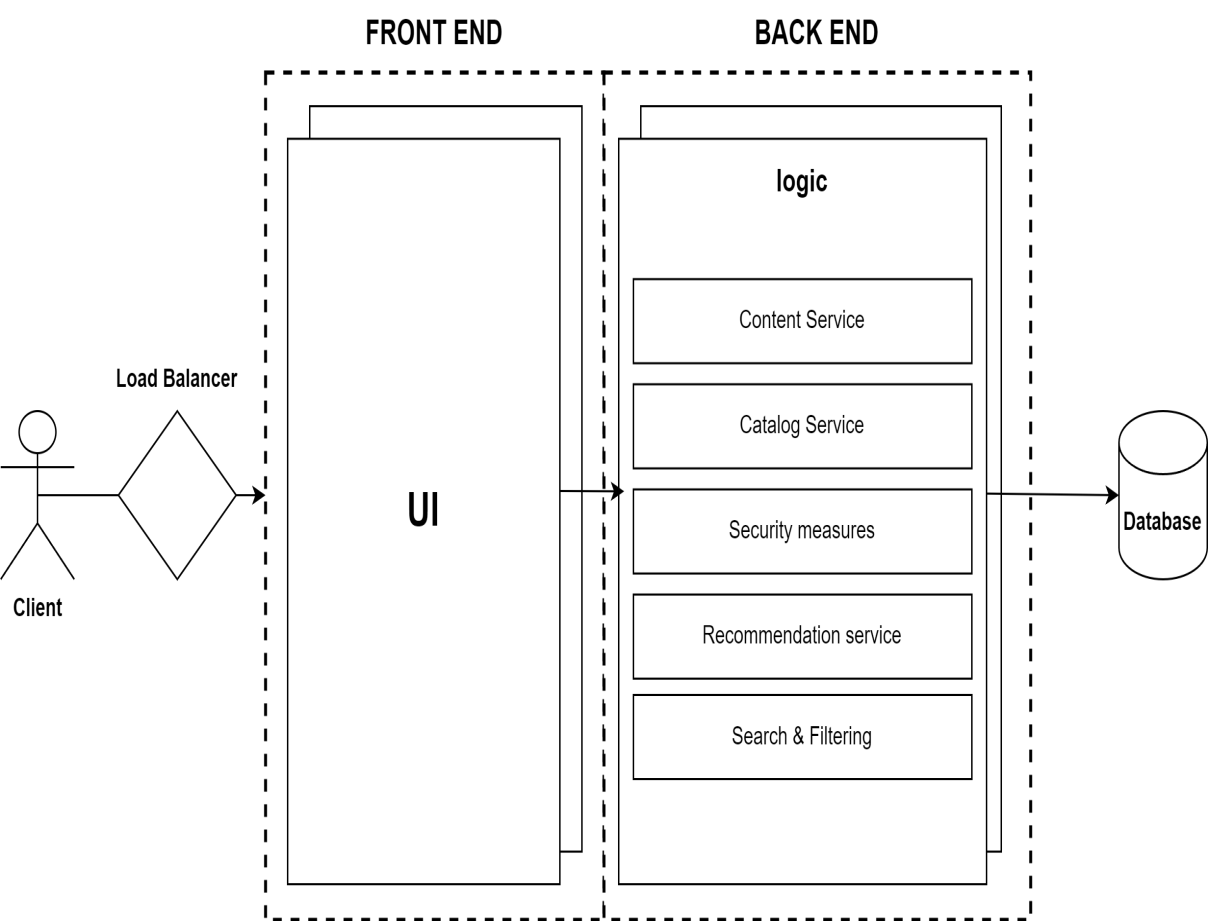 FRONT END
BACK END
logic
Content Service
Load Balancer
Catalog Service
UI
Security measures
Database
Client
Recommendation service
Search & Filtering